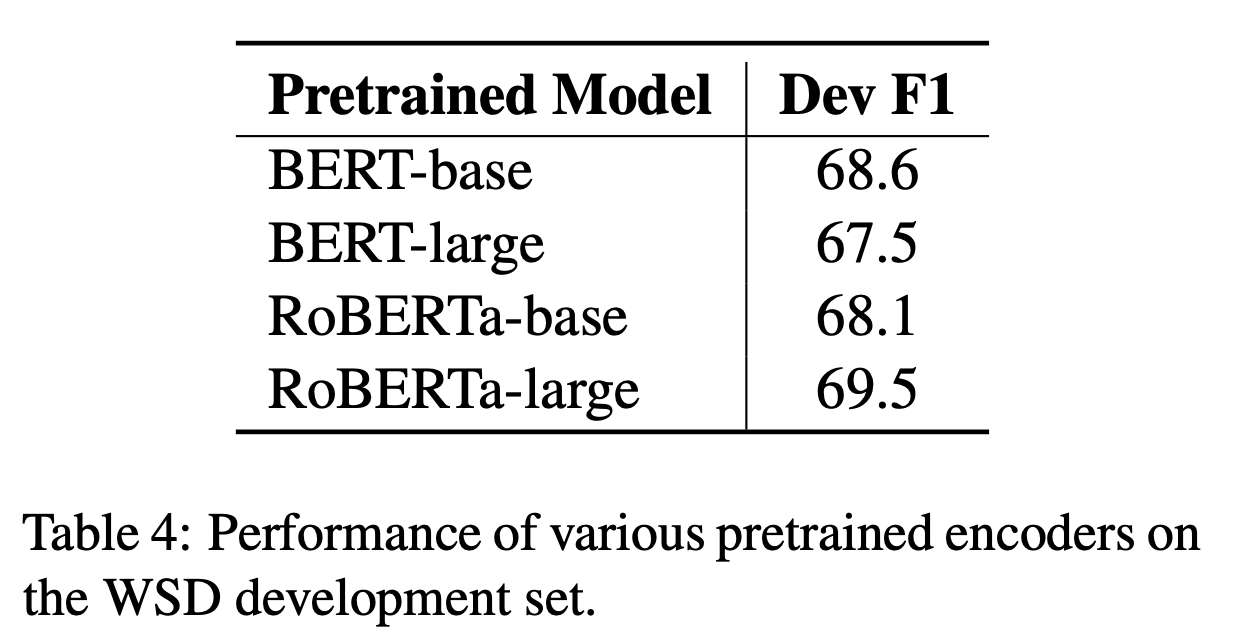 Pretrained Model Dev F1
BERT-base 68.6
BERT-large 67.5
RoBERTa-base 68.1
RoBERTa-large 69.5
Table 4: Performance of various pretrained encoders on
the WSD development set.